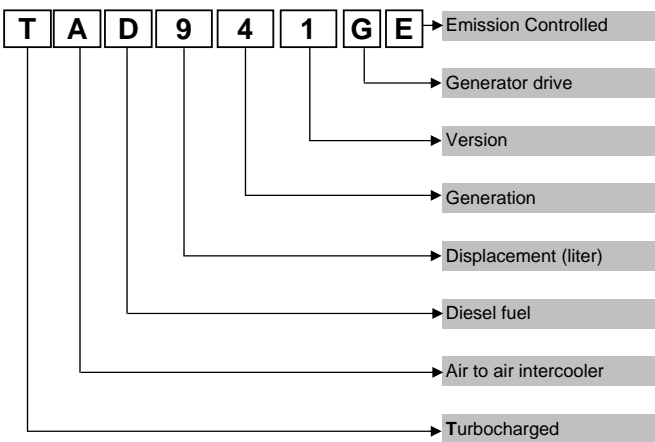 T A D 9 4 1 G E
Emission Controlled
Generator drive
Version
Generation
Displacement (liter)
Diesel fuel
Air to air intercooler
Turbocharged